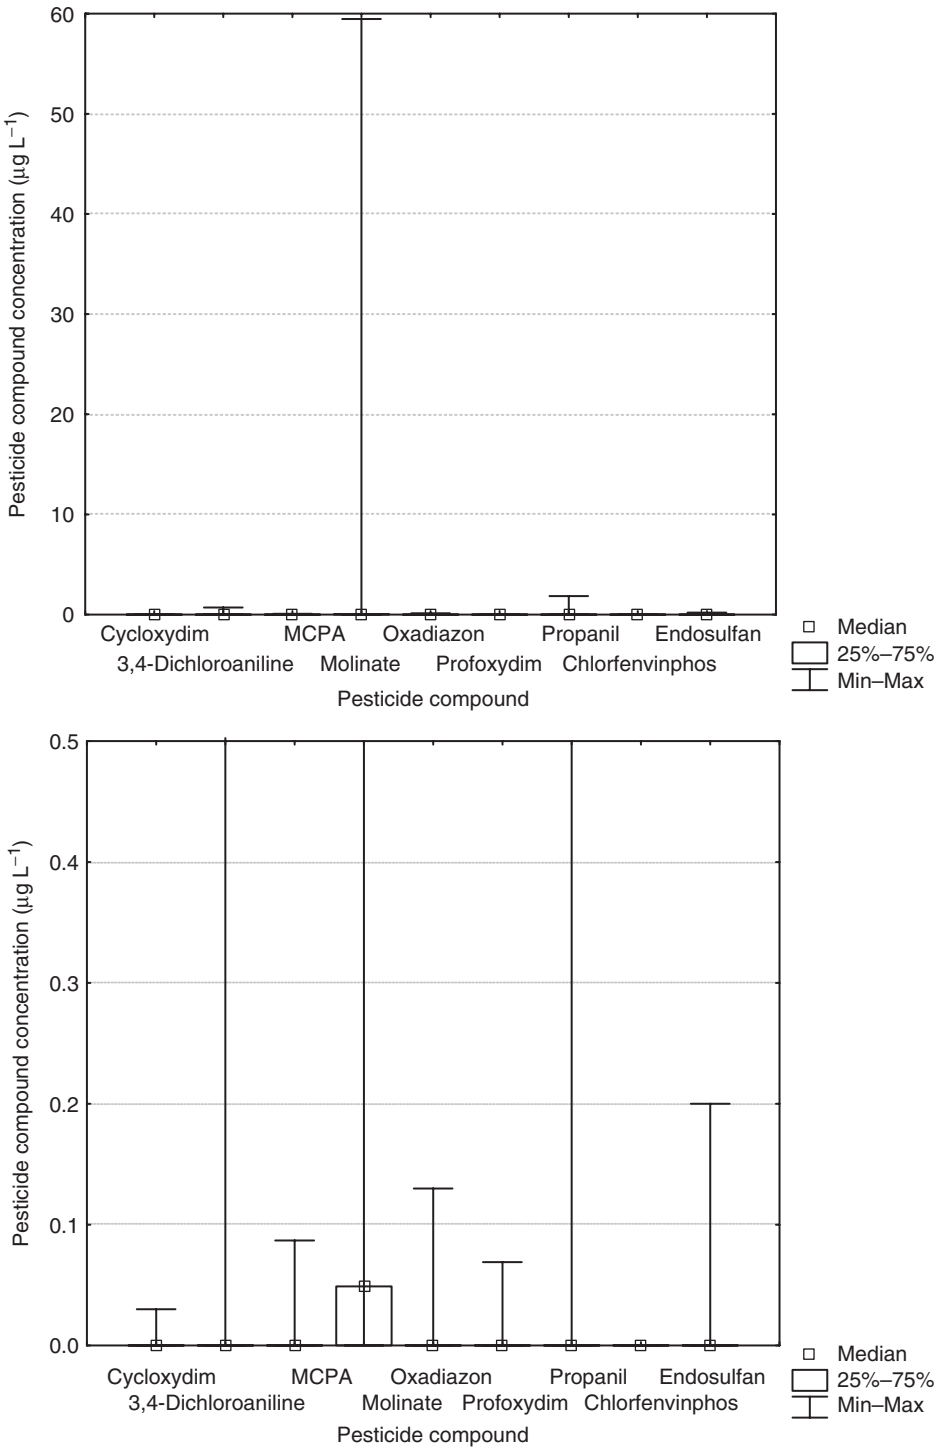 Pesticide compound concentration (μg L⁻¹)
60
50
40
30
20
10
0
Cycloxydim MCPA Oxadiazon Propanil Endosulfan
3,4-Dichloroaniline Molinate Profoxydim Chlorfenvinphos
Pesticide compound
Median
25%–75%
Min–Max
Pesticide compound concentration (μg L⁻¹)
0.5
0.4
0.3
0.2
0.1
0.0
Cycloxydim MCPA Oxadiazon Propanil Endosulfan
3,4-Dichloroaniline Molinate Profoxydim Chlorfenvinphos
Pesticide compound
Median
25%–75%
Min–Max